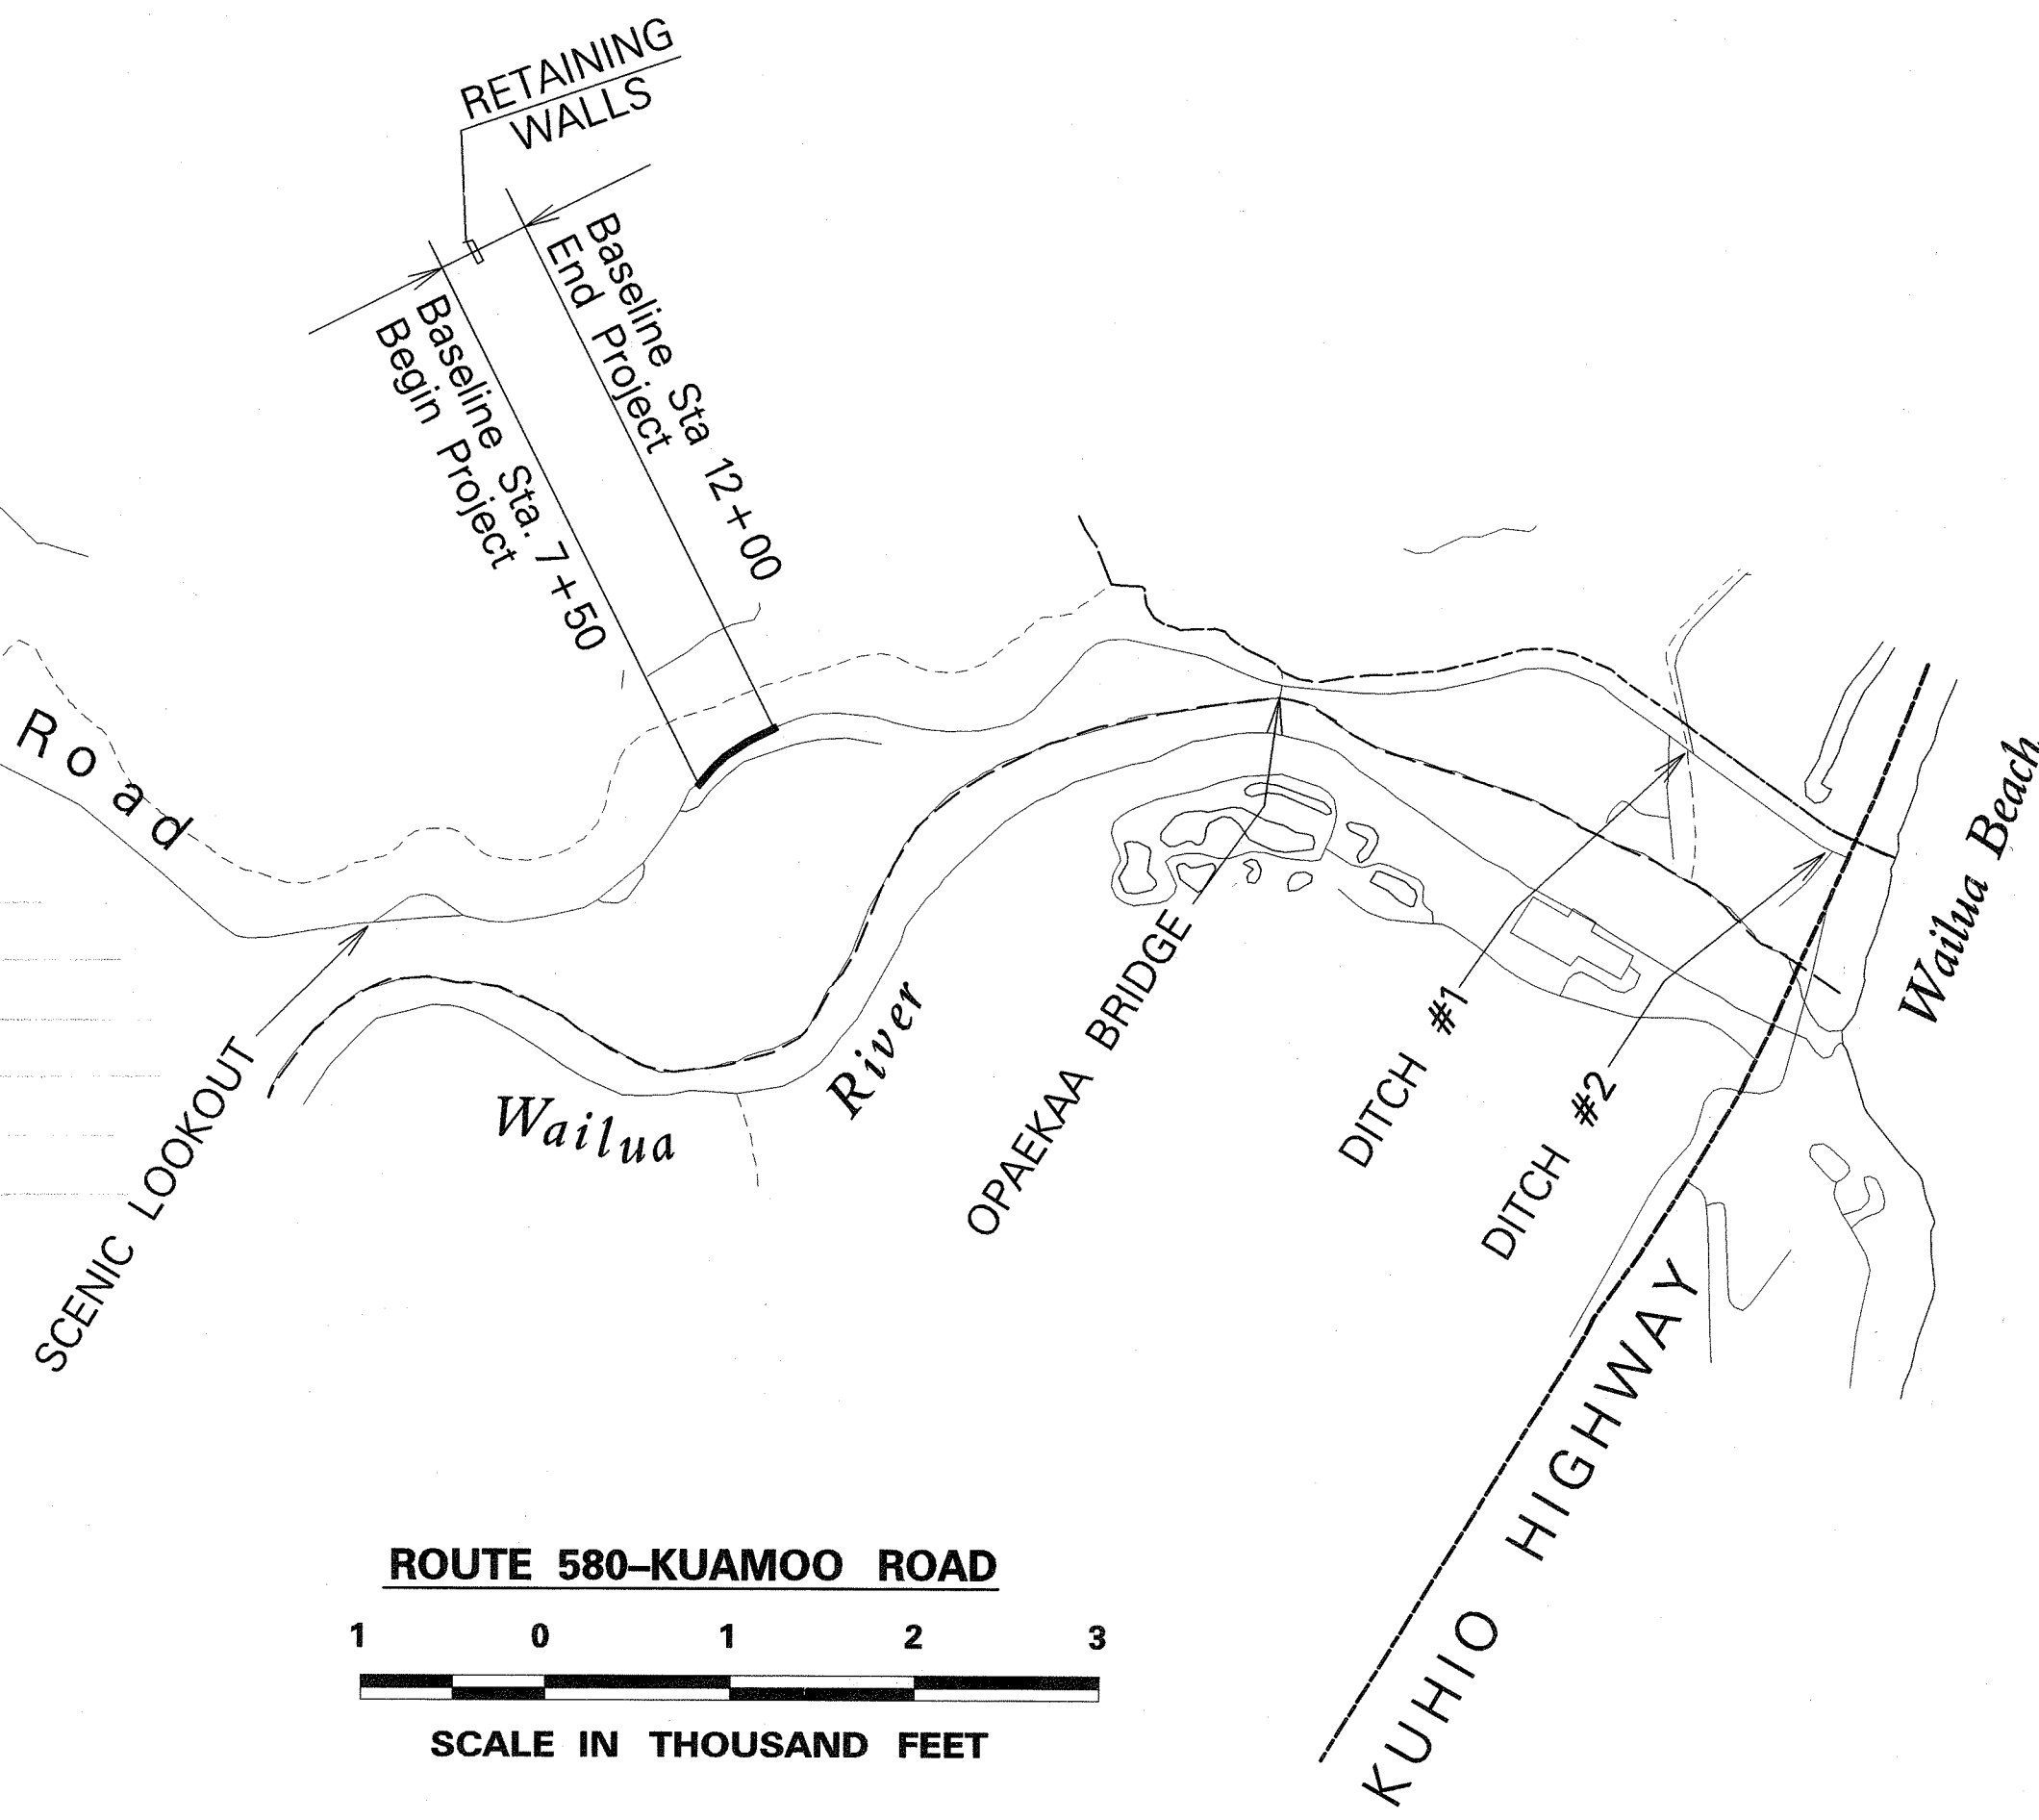 RETAINING
WALLS
Baseline Sta 12+00
End Project
Baseline Sta. 7+50
Begin Project
Road
Wailua Beach
SCENIC LOOKOUT
Wailua River
OPAEKAA BRIDGE
DITCH #1
DITCH #2
KUHIO HIGHWAY
ROUTE 580–KUAMOO ROAD
1 0 1 2 3
SCALE IN THOUSAND FEET